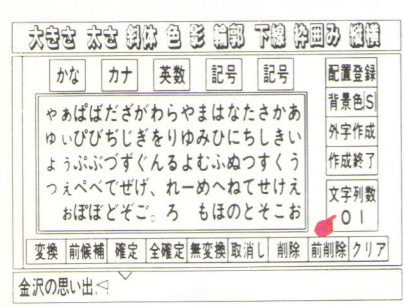 大きさ 太さ 斜体 色 影 輪郭 下線 枠囲み 縦横
かな カナ 英数 記号 記号 配置登録
背景色S
外字作成
作成終了
文字列数
01
ゃぁぱばだざがわらやまはなたさかあ
ゅぃぴびぢじぎをりゆみひにちしきい
ょぅぷぶづずぐんるよむふぬつすくう
っぇぺべでぜげ、れーめへねてせけえ
ぉぽぼどぞご。ろ もほのとそこお
変換 前候補 確定 全確定 無変換 取消し 削除 前削除 クリア
金沢の思い出◁